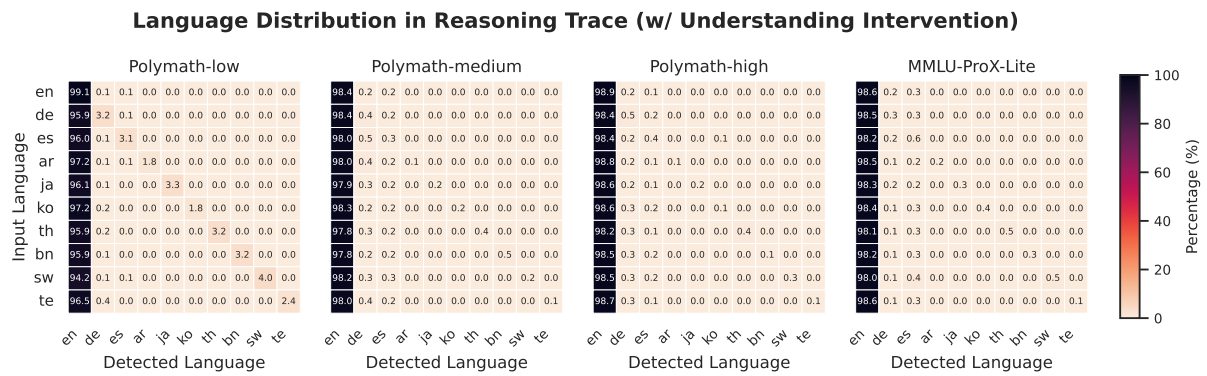 Language Distribution in Reasoning Trace (w/ Understanding Intervention)
Polymath-low
Polymath-medium
Polymath-high
MMLU-ProX-Lite
Input Language
en 99.1 0.1 0.1 0.0 0.0 0.0 0.0 0.0 0.0 0.0 98.4 0.2 0.2 0.0 0.0 0.0 0.0 0.0 0.0 0.0 98.9 0.2 0.1 0.0 0.0 0.0 0.0 0.0 0.0 0.0 98.6 0.2 0.3 0.0 0.0 0.0 0.0 0.0 0.0 0.0
de 95.9 3.2 0.1 0.0 0.0 0.0 0.0 0.0 0.0 0.0 98.4 0.4 0.2 0.0 0.0 0.0 0.0 0.0 0.0 0.0 98.4 0.5 0.2 0.0 0.0 0.0 0.0 0.0 0.0 0.0 98.5 0.3 0.3 0.0 0.0 0.0 0.0 0.0 0.0 0.0
es 96.0 0.1 3.1 0.0 0.0 0.0 0.0 0.0 0.0 0.0 98.0 0.5 0.3 0.0 0.0 0.0 0.0 0.0 0.0 0.0 98.4 0.2 0.4 0.0 0.0 0.1 0.0 0.0 0.0 0.0 98.2 0.2 0.6 0.0 0.0 0.0 0.0 0.0 0.0 0.0
ar 97.2 0.1 0.1 1.8 0.0 0.0 0.0 0.0 0.0 0.0 98.0 0.4 0.2 0.1 0.0 0.0 0.0 0.0 0.0 0.0 98.8 0.2 0.1 0.1 0.0 0.0 0.0 0.0 0.0 0.0 98.5 0.1 0.2 0.2 0.0 0.0 0.0 0.0 0.0 0.0
ja 96.1 0.1 0.0 0.0 3.3 0.0 0.0 0.0 0.0 0.0 97.9 0.3 0.2 0.0 0.2 0.0 0.0 0.0 0.0 0.0 98.6 0.2 0.1 0.0 0.2 0.0 0.0 0.0 0.0 0.0 98.3 0.2 0.2 0.0 0.3 0.0 0.0 0.0 0.0 0.0
ko 97.2 0.2 0.0 0.0 0.0 1.8 0.0 0.0 0.0 0.0 98.3 0.2 0.2 0.0 0.0 0.2 0.0 0.0 0.0 0.0 98.6 0.3 0.2 0.0 0.0 0.1 0.0 0.0 0.0 0.0 98.4 0.1 0.3 0.0 0.0 0.4 0.0 0.0 0.0 0.0
th 95.9 0.2 0.0 0.0 0.0 0.0 3.2 0.0 0.0 0.0 97.8 0.3 0.2 0.0 0.0 0.0 0.4 0.0 0.0 0.0 98.2 0.1 0.1 0.0 0.0 0.0 0.4 0.0 0.0 0.0 98.1 0.1 0.3 0.0 0.0 0.0 0.5 0.0 0.0 0.0
bn 95.9 0.1 0.0 0.0 0.0 0.0 0.0 3.2 0.0 0.0 97.8 0.2 0.2 0.0 0.0 0.0 0.0 0.5 0.0 0.0 98.5 0.3 0.1 0.0 0.0 0.0 0.0 0.1 0.0 0.0 98.2 0.1 0.3 0.0 0.0 0.0 0.0 0.3 0.0 0.0
sw 94.2 0.1 0.1 0.0 0.0 0.0 0.0 0.0 4.0 0.0 98.2 0.3 0.3 0.0 0.0 0.0 0.0 0.0 0.2 0.0 98.5 0.3 0.2 0.0 0.0 0.0 0.0 0.0 0.3 0.0 98.0 0.1 0.4 0.0 0.0 0.0 0.0 0.0 0.5 0.0
te 96.5 0.4 0.0 0.0 0.0 0.0 0.0 0.0 0.0 2.4 98.0 0.4 0.2 0.0 0.0 0.0 0.0 0.0 0.0 0.1 98.7 0.3 0.1 0.0 0.0 0.0 0.0 0.0 0.0 0.1 98.6 0.1 0.3 0.0 0.0 0.0 0.0 0.0 0.0 0.1
en de es ar ja ko th bn sw te
en de es ar ja ko th bn sw te
en de es ar ja ko th bn sw te
en de es ar ja ko th bn sw te
Detected Language
Detected Language
Detected Language
Detected Language
100
80
60
40
20
0
Percentage (%)